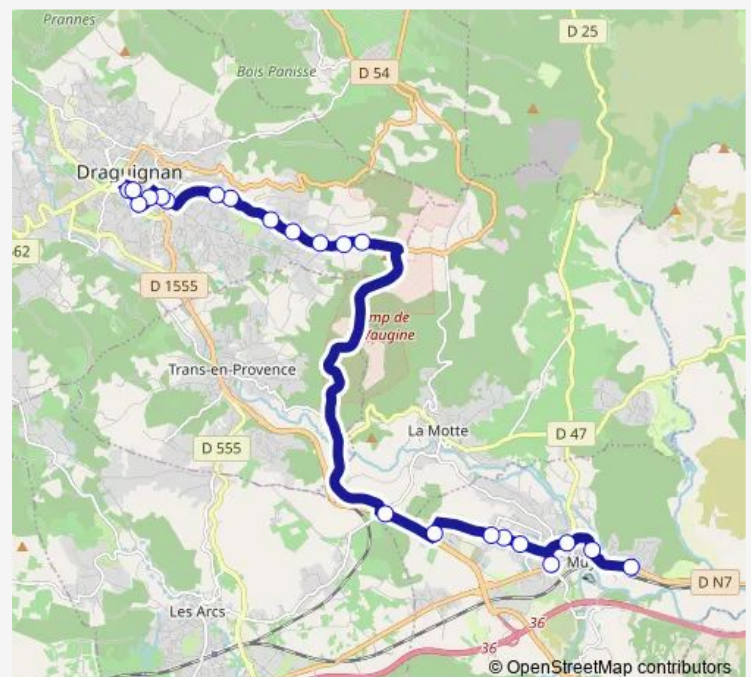 Prannes
D 25
D 54
Bois Panisse
Draguignan
62
D 1555
mp de
Vaugine
Trans-en-Provence
La Motte
D 47
D 555
Mu
D N7
Les Arcs
36
36
© OpenStreetMap contributors